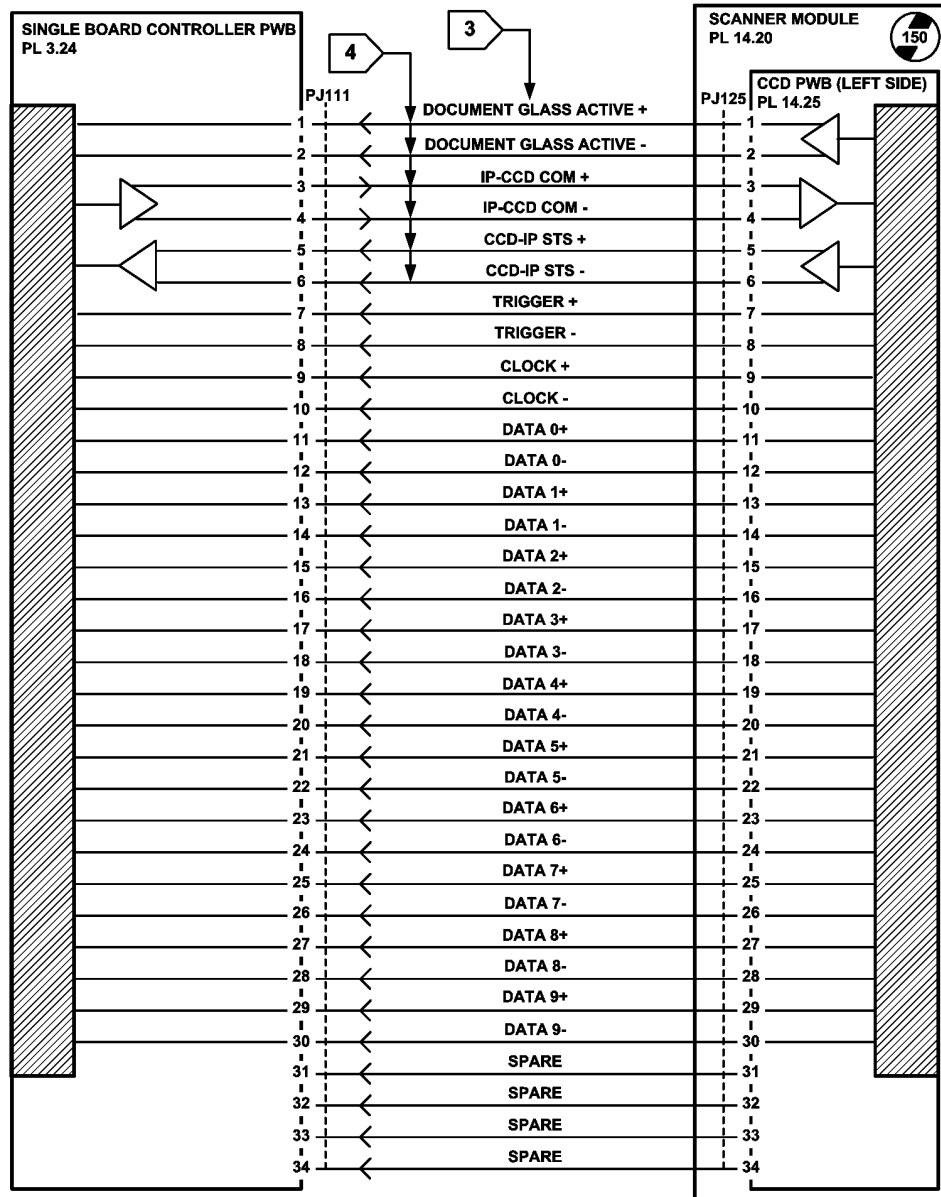 SINGLE BOARD CONTROLLER PWB
PL 3.24
4
3
SCANNER MODULE
PL 14.20
150
CCD PWB (LEFT SIDE)
PL 14.25
PJ111
PJ125
1 DOCUMENT GLASS ACTIVE + 1
2 DOCUMENT GLASS ACTIVE - 2
3 IP-CCD COM + 3
4 IP-CCD COM - 4
5 CCD-IP STS + 5
6 CCD-IP STS - 6
7 TRIGGER + 7
8 TRIGGER - 8
9 CLOCK + 9
10 CLOCK - 10
11 DATA 0+ 11
12 DATA 0- 12
13 DATA 1+ 13
14 DATA 1- 14
15 DATA 2+ 15
16 DATA 2- 16
17 DATA 3+ 17
18 DATA 3- 18
19 DATA 4+ 19
20 DATA 4- 20
21 DATA 5+ 21
22 DATA 5- 22
23 DATA 6+ 23
24 DATA 6- 24
25 DATA 7+ 25
26 DATA 7- 26
27 DATA 8+ 27
28 DATA 8- 28
29 DATA 9+ 29
30 DATA 9- 30
31 SPARE 31
32 SPARE 32
33 SPARE 33
34 SPARE 34